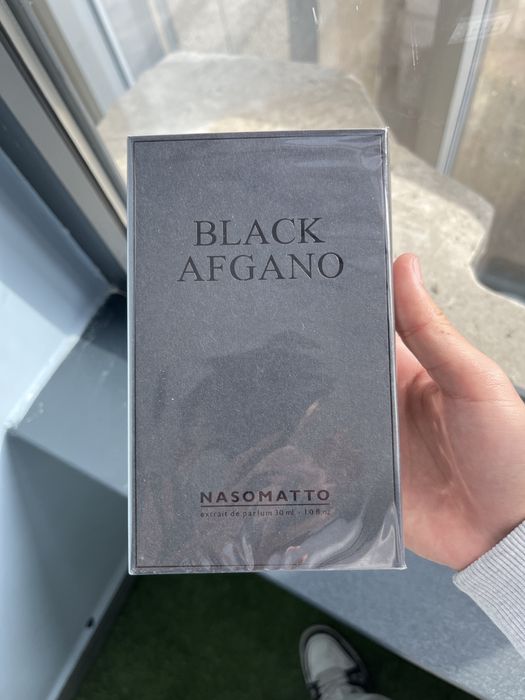 BLACK
AFGANO
NASOMATTO
extrait de parfum 30 ml - 1.0 fl oz